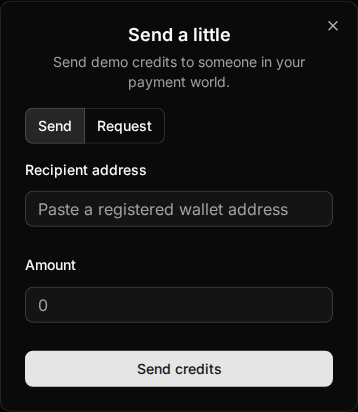 Send a little
Send demo credits to someone in your
payment world.
Send
Request
Recipient address
Paste a registered wallet address
Amount
0
Send credits